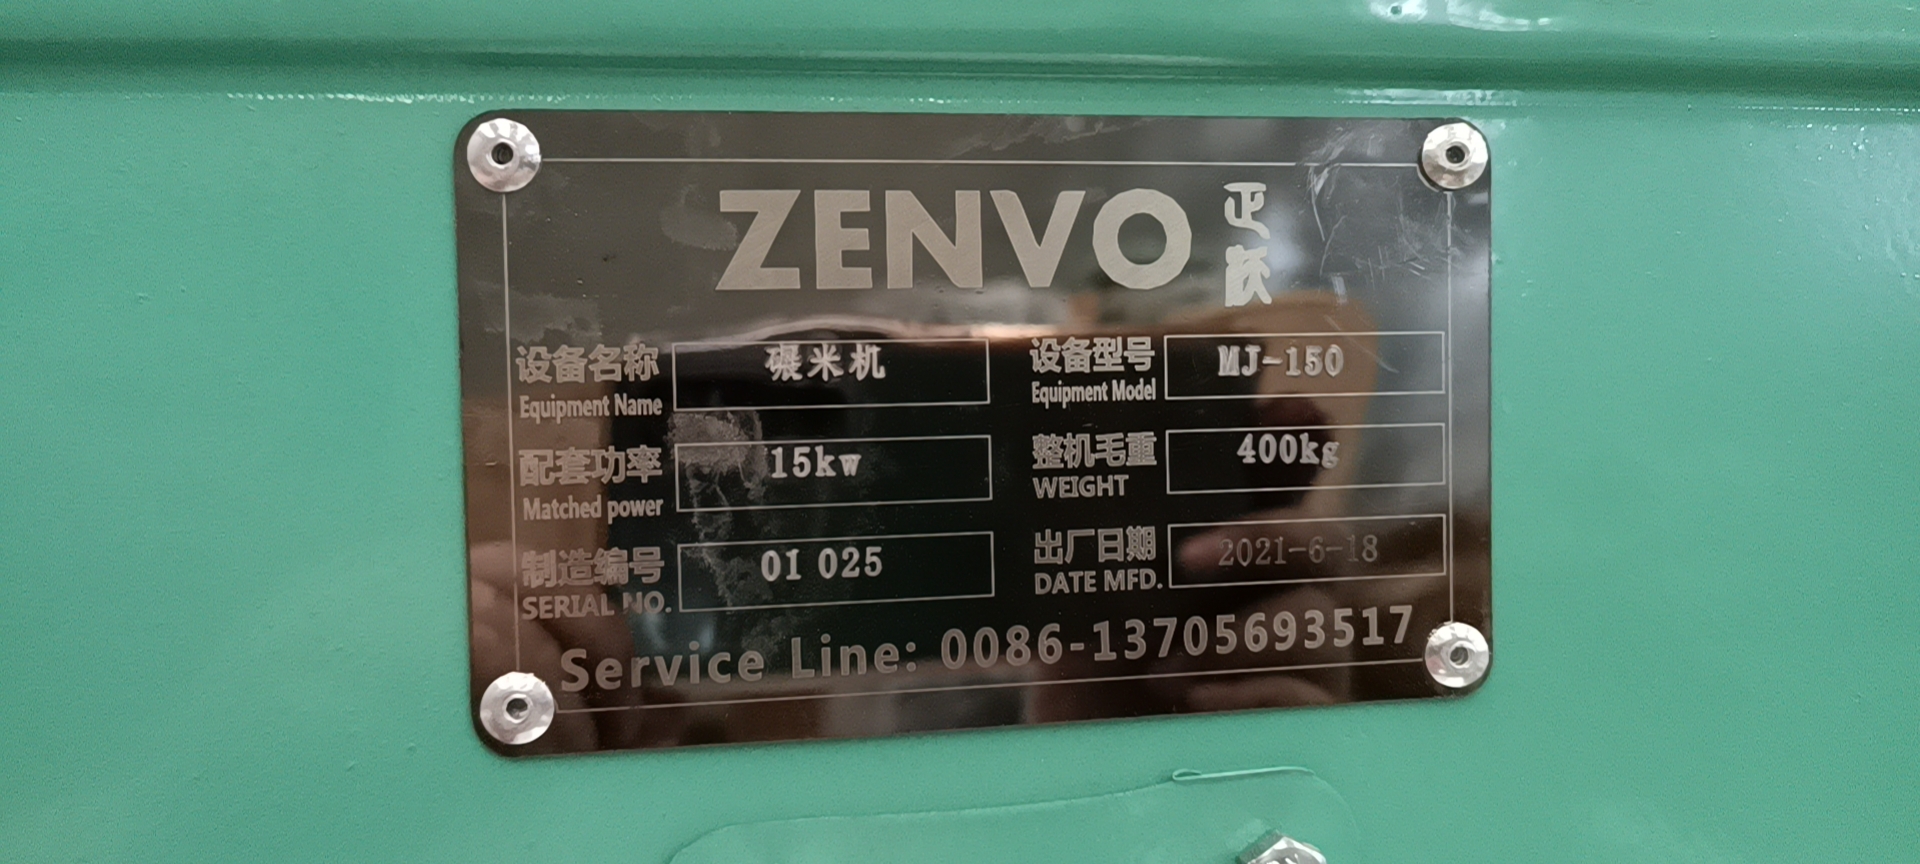 ZENVO 正跃
设备名称 碾米机 设备型号 MJ-150
Equipment Name Equipment Model
配套功率 15kw 整机毛重 400kg
Matched power WEIGHT
制造编号 01 025 出厂日期 2021-6-18
SERIAL NO. DATE MFD.
Service Line: 0086-13705693517